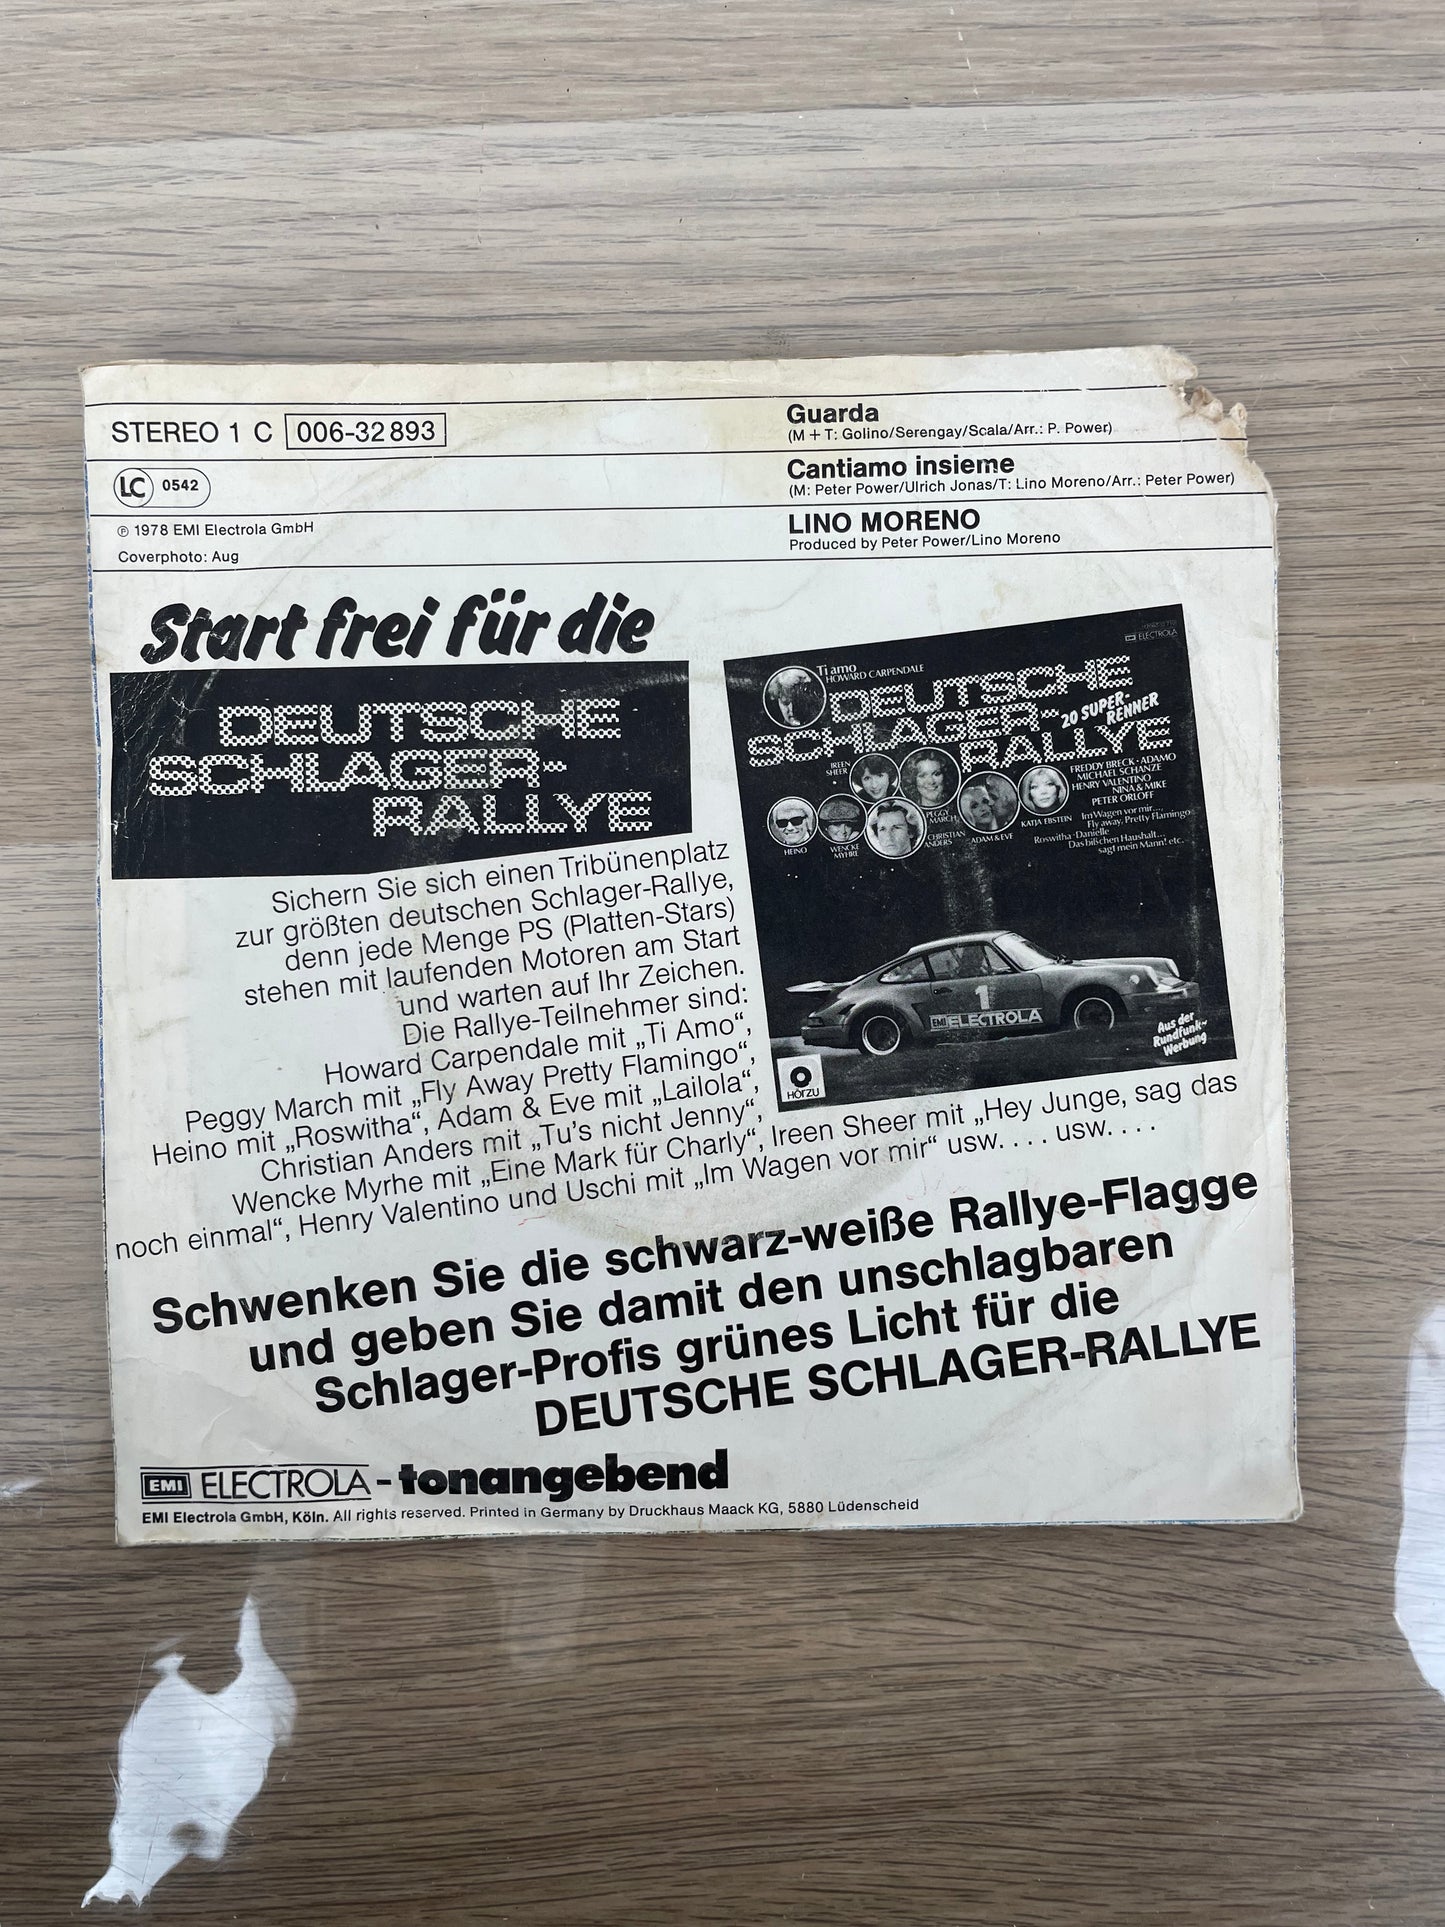 STEREO 1 C 006-32 893
LC 0542
℗ 1978 EMI Electrola GmbH
Coverphoto: Aug
Guarda
(M + T: Golino/Serengay/Scala/Arr.: P. Power)
Cantiamo insieme
(M: Peter Power/Ulrich Jonas/T: Lino Moreno/Arr.: Peter Power)
LINO MORENO
Produced by Peter Power/Lino Moreno
Start frei für die
DEUTSCHE
SCHLAGER-
RALLYE
ELECTROLA
Ti amo
HOWARD CARPENDALE
DEUTSCHE
SCHLAGER-
RALLYE
20 SUPER-
RENNER
IREEN
SHEER
HEINO
WENCKE
MYHRE
PEGGY
MARCH
CHRISTIAN
ANDERS
ADAM & EVE
KATJA EBSTEIN
FREDDY BRECK · ADAMO
MICHAEL SCHANZE
HENRY VALENTINO
NINA & MIKE
PETER ORLOFF
Im Wagen vor mir...
Fly away, Pretty Flamingo
Roswitha · Danielle
Das bißchen Haushalt...
sagt mein Mann! etc.
1
EMI ELECTROLA
Aus der
Rundfunk-
Werbung
HÖRZU
Sichern Sie sich einen Tribünenplatz
zur größten deutschen Schlager-Rallye,
denn jede Menge PS (Platten-Stars)
stehen mit laufenden Motoren am Start
und warten auf Ihr Zeichen.
Die Rallye-Teilnehmer sind:
Howard Carpendale mit „Ti Amo“,
Peggy March mit „Fly Away Pretty Flamingo“,
Heino mit „Roswitha“, Adam & Eve mit „Lailola“,
Christian Anders mit „Tu's nicht Jenny“,
Wencke Myrhe mit „Eine Mark für Charly“, Ireen Sheer mit „Hey Junge, sag das
noch einmal“, Henry Valentino und Uschi mit „Im Wagen vor mir“ usw. . . . usw. . . .
Schwenken Sie die schwarz-weiße Rallye-Flagge
und geben Sie damit den unschlagbaren
Schlager-Profis grünes Licht für die
DEUTSCHE SCHLAGER-RALLYE
EMI ELECTROLA - tonangebend
EMI Electrola GmbH, Köln. All rights reserved. Printed in Germany by Druckhaus Maack KG, 5880 Lüdenscheid